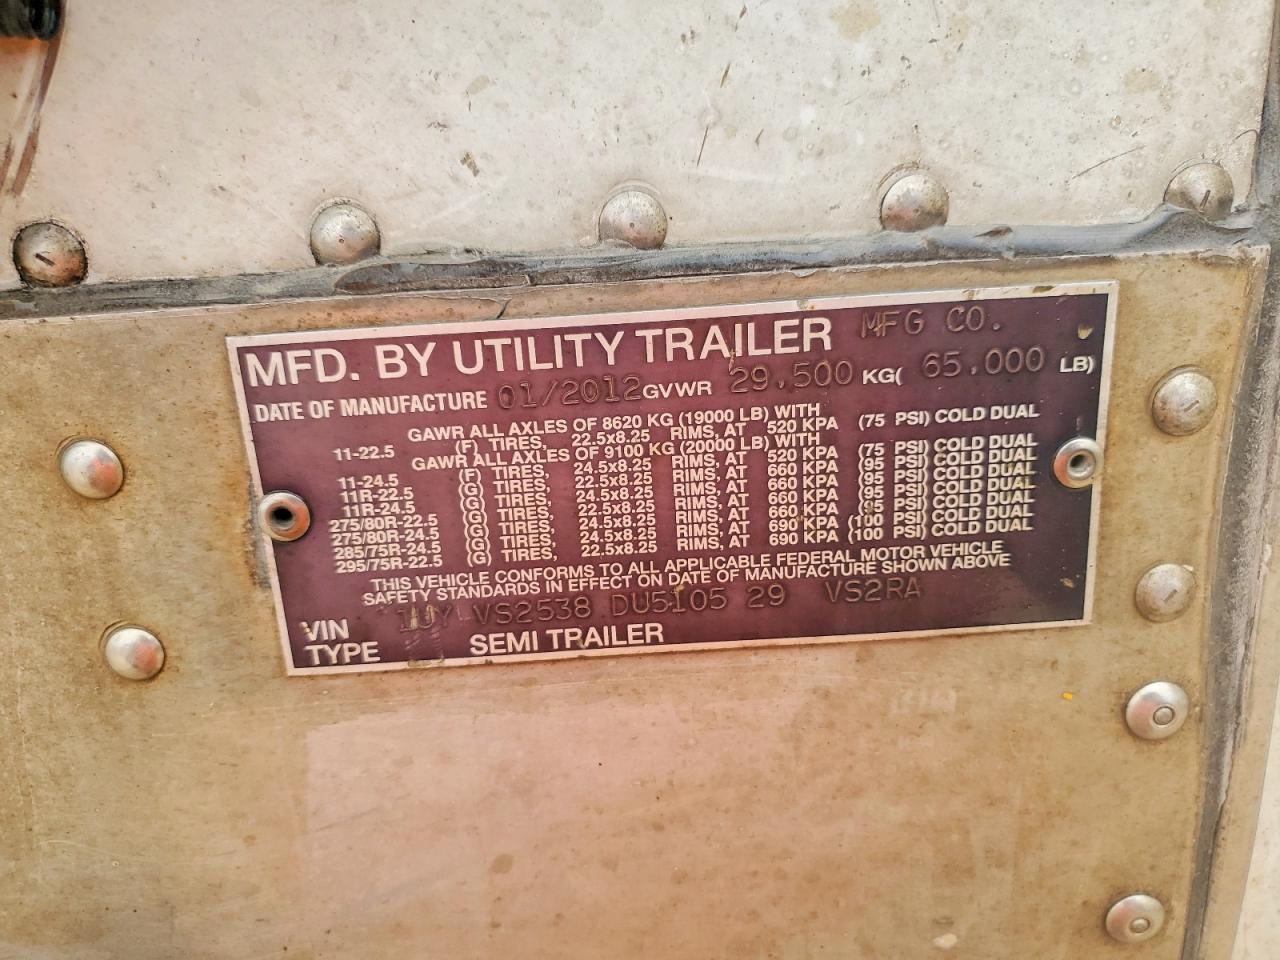 MFD. BY UTILITY TRAILER MFG CO.
DATE OF MANUFACTURE 01/2012 GVWR 29.500 KG( 65.000 LB)
GAWR ALL AXLES OF 8620 KG (19000 LB) WITH
11-22.5 (F) TIRES, 22.5x8.25 RIMS, AT 520 KPA (75 PSI) COLD DUAL
GAWR ALL AXLES OF 9100 KG (20000 LB) WITH
11-24.5 (F) TIRES, 24.5x8.25 RIMS, AT 520 KPA (75 PSI) COLD DUAL
11R-22.5 (G) TIRES, 22.5x8.25 RIMS, AT 660 KPA (95 PSI) COLD DUAL
11R-24.5 (G) TIRES, 24.5x8.25 RIMS, AT 660 KPA (95 PSI) COLD DUAL
275/80R-22.5 (G) TIRES, 22.5x8.25 RIMS, AT 660 KPA (95 PSI) COLD DUAL
275/80R-24.5 (G) TIRES, 24.5x8.25 RIMS, AT 660 KPA (95 PSI) COLD DUAL
285/75R-24.5 (G) TIRES, 24.5x8.25 RIMS, AT 690 KPA (100 PSI) COLD DUAL
295/75R-22.5 (G) TIRES, 22.5x8.25 RIMS, AT 690 KPA (100 PSI) COLD DUAL
THIS VEHICLE CONFORMS TO ALL APPLICABLE FEDERAL MOTOR VEHICLE
SAFETY STANDARDS IN EFFECT ON DATE OF MANUFACTURE SHOWN ABOVE
VIN 1UY VS2538 DU5105 29 VS2RA
TYPE SEMI TRAILER